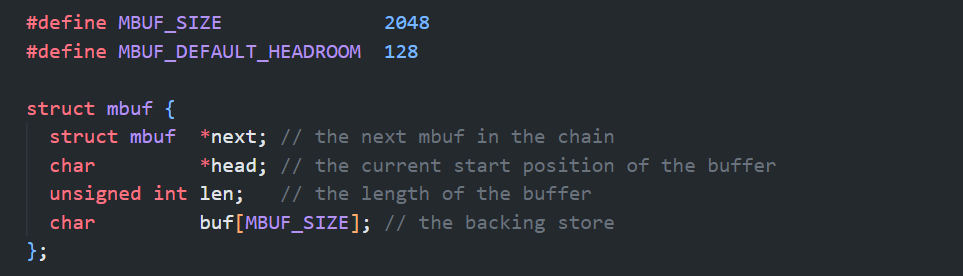 #define MBUF_SIZE              2048
#define MBUF_DEFAULT_HEADROOM  128

struct mbuf {
  struct mbuf  *next; // the next mbuf in the chain
  char         *head; // the current start position of the buffer
  unsigned int len;   // the length of the buffer
  char         buf[MBUF_SIZE]; // the backing store
};